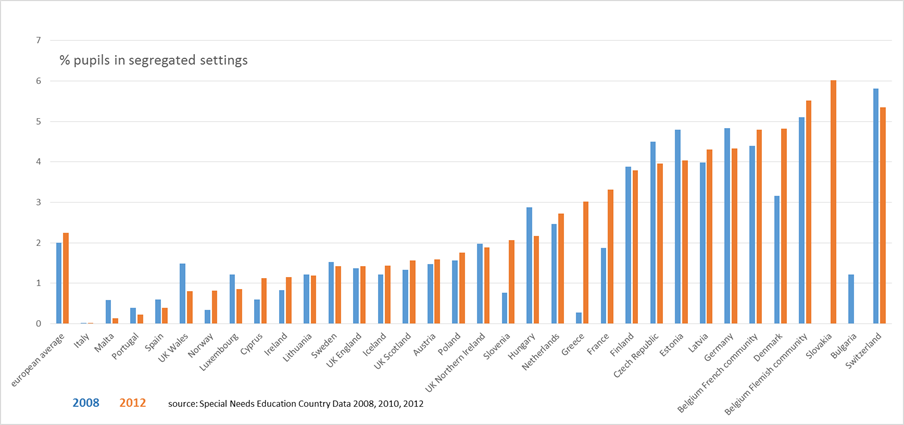 7
% pupils in segregated settings
6
5
4
3
2
1
0
european average
Italy
Malta
Portugal
Spain
UK Wales
Norway
Luxembourg
Cyprus
Ireland
Lithuania
Sweden
UK England
Iceland
UK Scotland
Austria
Poland
UK Northern Ireland
Slovenia
Hungary
Netherlands
Greece
France
Finland
Czech Republic
Estonia
Latvia
Germany
Belgium French community
Denmark
Belgium Flemish community
Slovakia
Bulgaria
Switzerland
2008 2012 source: Special Needs Education Country Data 2008, 2010, 2012